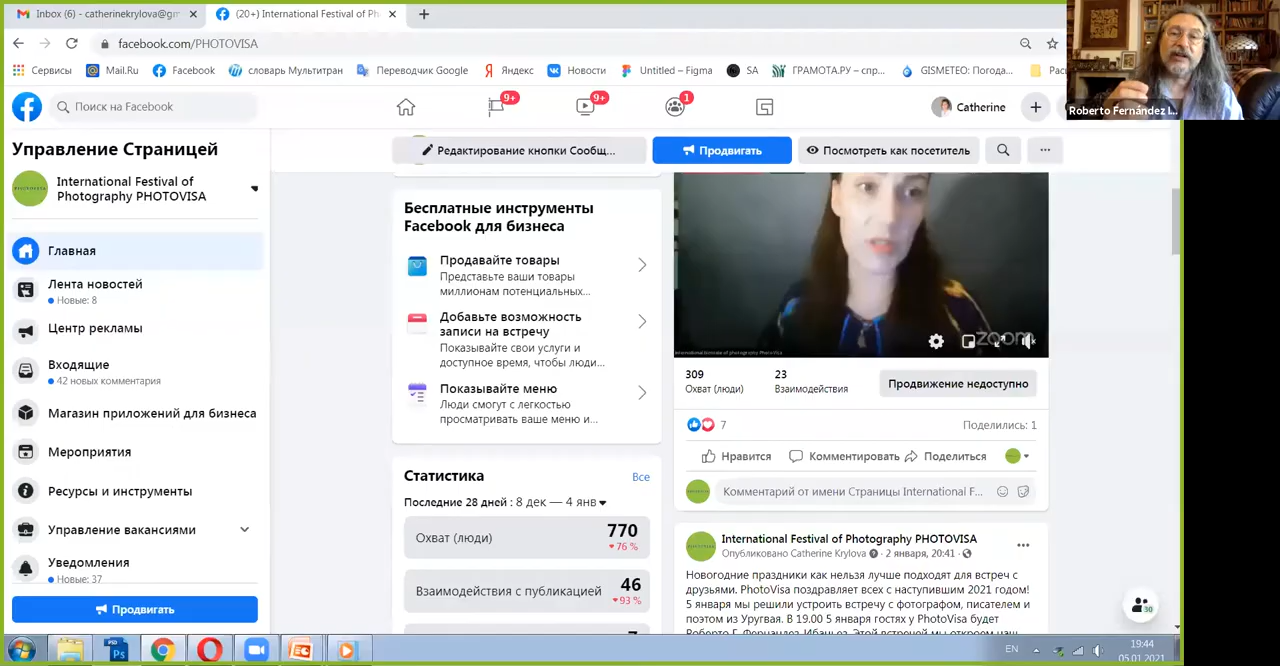 Inbox (6) - catherinekrylova@gm
(20+) International Festival of Ph
facebook.com/PHOTOVISA
Сервисы
Mail.Ru
Facebook
словарь Мультитран
Переводчик Google
Яндекс
Новости
Untitled – Figma
SA
ГРАМОТА.РУ – спр...
GISMETEO: Погода...
Roberto Fernández I...
Поиск на Facebook
9+
9+
1
Catherine
Управление Страницей
International Festival of
Photography PHOTOVISA
Главная
Лента новостей
Новые: 8
Центр рекламы
Входящие
42 новых комментария
Магазин приложений для бизнеса
Мероприятия
Ресурсы и инструменты
Управление вакансиями
Уведомления
Новые: 37
Продвигать
Редактирование кнопки Сообщ...
Продвигать
Посмотреть как посетитель
Бесплатные инструменты
Facebook для бизнеса
Продавайте товары
Представьте ваши товары
миллионам потенциальных...
Добавьте возможность
записи на встречу
Показывайте свои услуги и
доступное время, чтобы люди...
Показывайте меню
Люди смогут с легкостью
просматривать ваше меню и...
Статистика
Все
Последние 28 дней : 8 дек — 4 янв
Охват (люди)
770
76 %
Взаимодействия с публикацией
46
93 %
zoom
309
Охват (люди)
23
Взаимодействия
Продвижение недоступно
7
Поделились: 1
Нравится
Комментировать
Поделиться
Комментарий от имени Страницы International F...
International Festival of Photography PHOTOVISA
Опубликовано Catherine Krylova · 2 января, 20:41 ·
Новогодние праздники как нельзя лучше подходят для встреч с
друзьями. PhotoVisa поздравляет всех с наступившим 2021 годом!
5 января мы решили устроить встречу с фотографом, писателем и
поэтом из Уругвая. В 19.00 5 января гостях у PhotoVisa будет
30
EN
19:44
05.01.2021